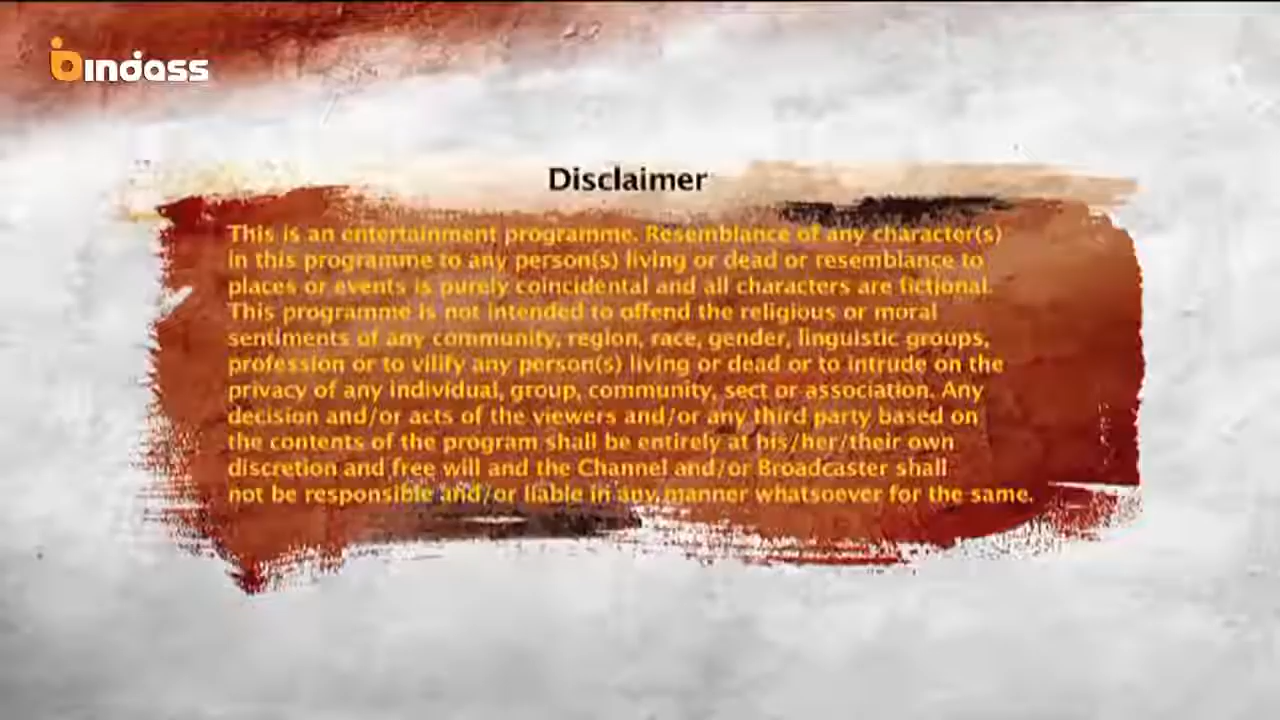 bindass
Disclaimer
This is an entertainment programme. Resemblance of any character(s)
in this programme to any person(s) living or dead or resemblance to
places or events is purely coincidental and all characters are fictional.
This programme is not intended to offend the religious or moral
sentiments of any community, region, race, gender, linguistic groups,
profession or to vilify any person(s) living or dead or to intrude on the
privacy of any individual, group, community, sect or association. Any
decision and/or acts of the viewers and/or any third party based on
the contents of the program shall be entirely at his/her/their own
discretion and free will and the Channel and/or Broadcaster shall
not be responsible and/or liable in any manner whatsoever for the same.